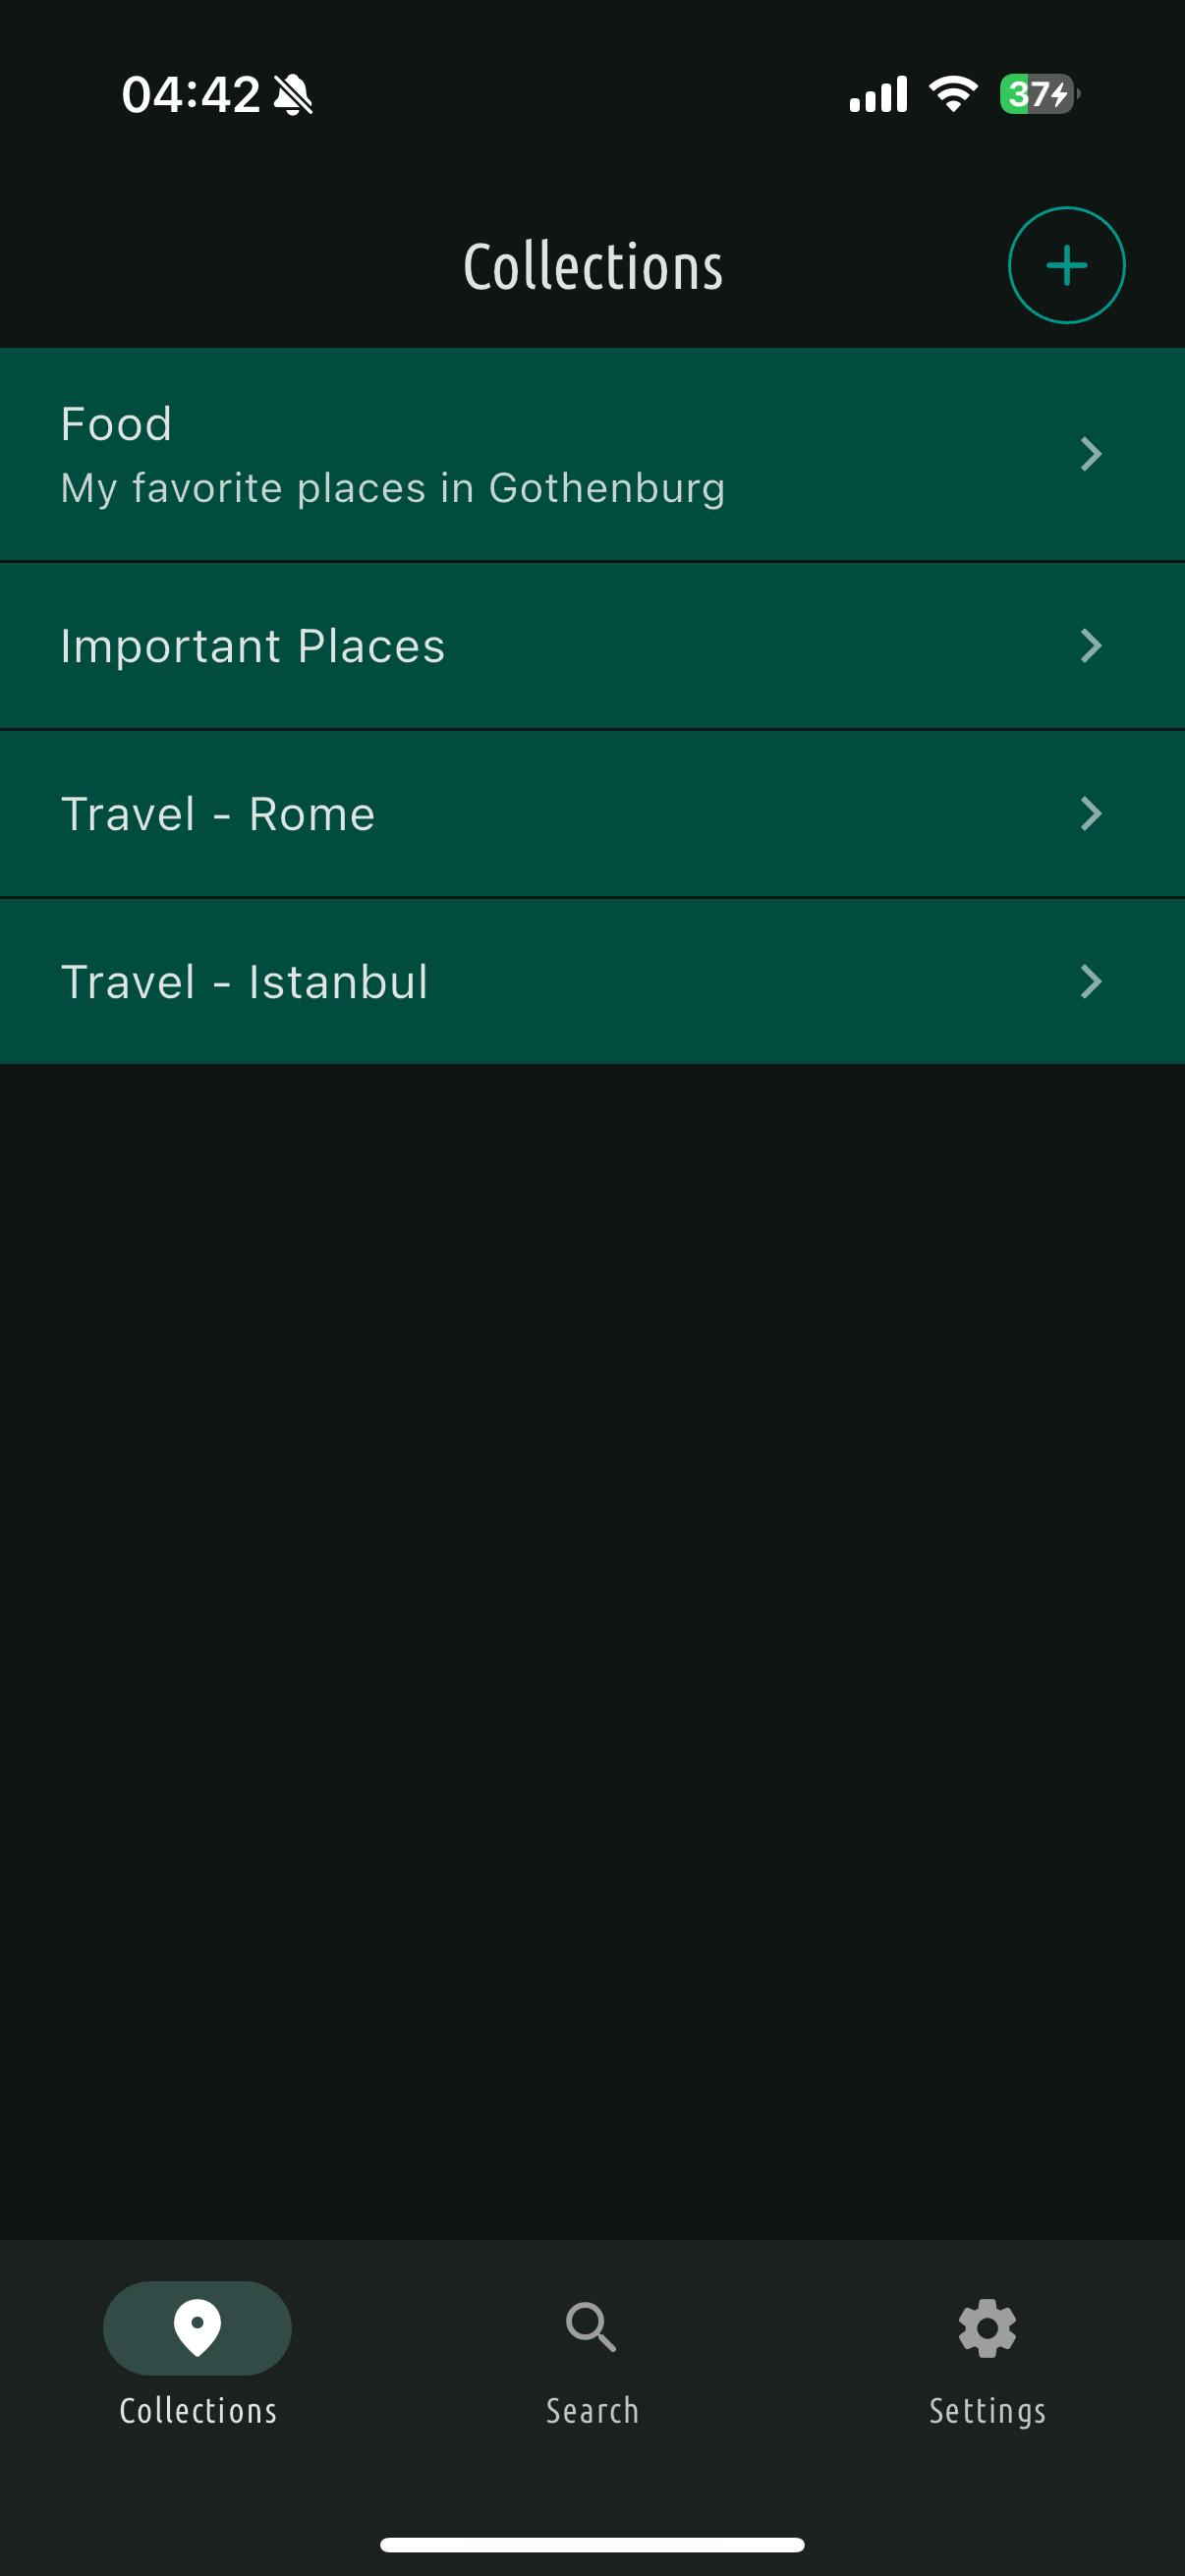 04:42
37
Collections
Food
My favorite places in Gothenburg
Important Places
Travel - Rome
Travel - Istanbul
Collections
Search
Settings